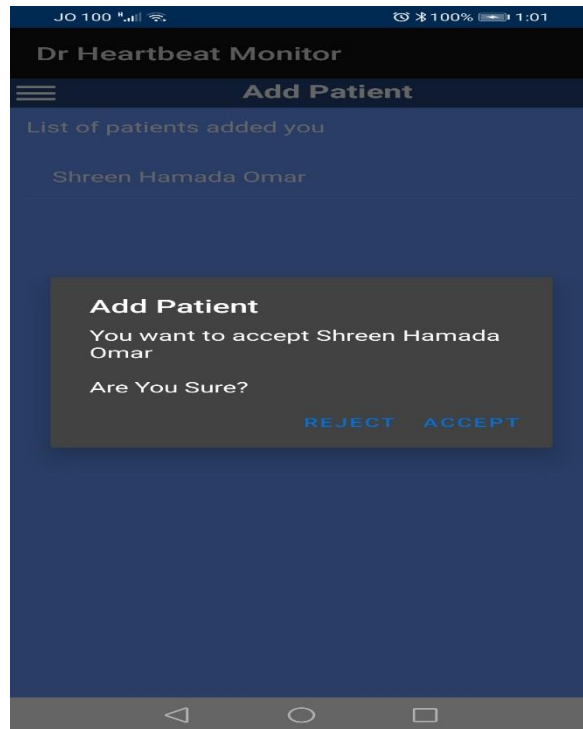 JO 100 H 100% 1:01
Dr Heartbeat Monitor
Add Patient
List of patients added you
Shreen Hamada Omar
Add Patient
You want to accept Shreen Hamada
Omar
Are You Sure?
REJECT ACCEPT